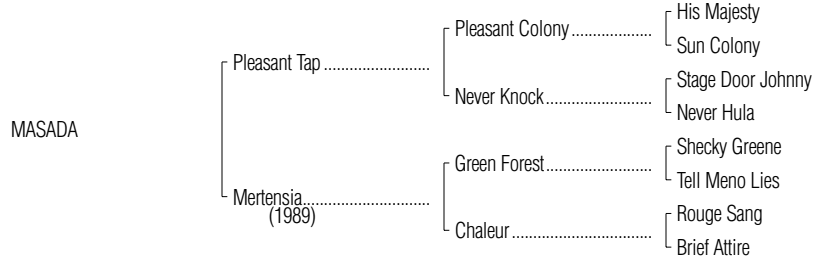 His Majesty
Pleasant Colony ....................
Sun Colony
Pleasant Tap ..........................
Stage Door Johnny
Never Knock ..........................
Never Hula
MASADA
Shecky Greene
Green Forest ..........................
Tell Meno Lies
Mertensia ................................
(1989)
Rouge Sang
Chaleur ...................................
Brief Attire